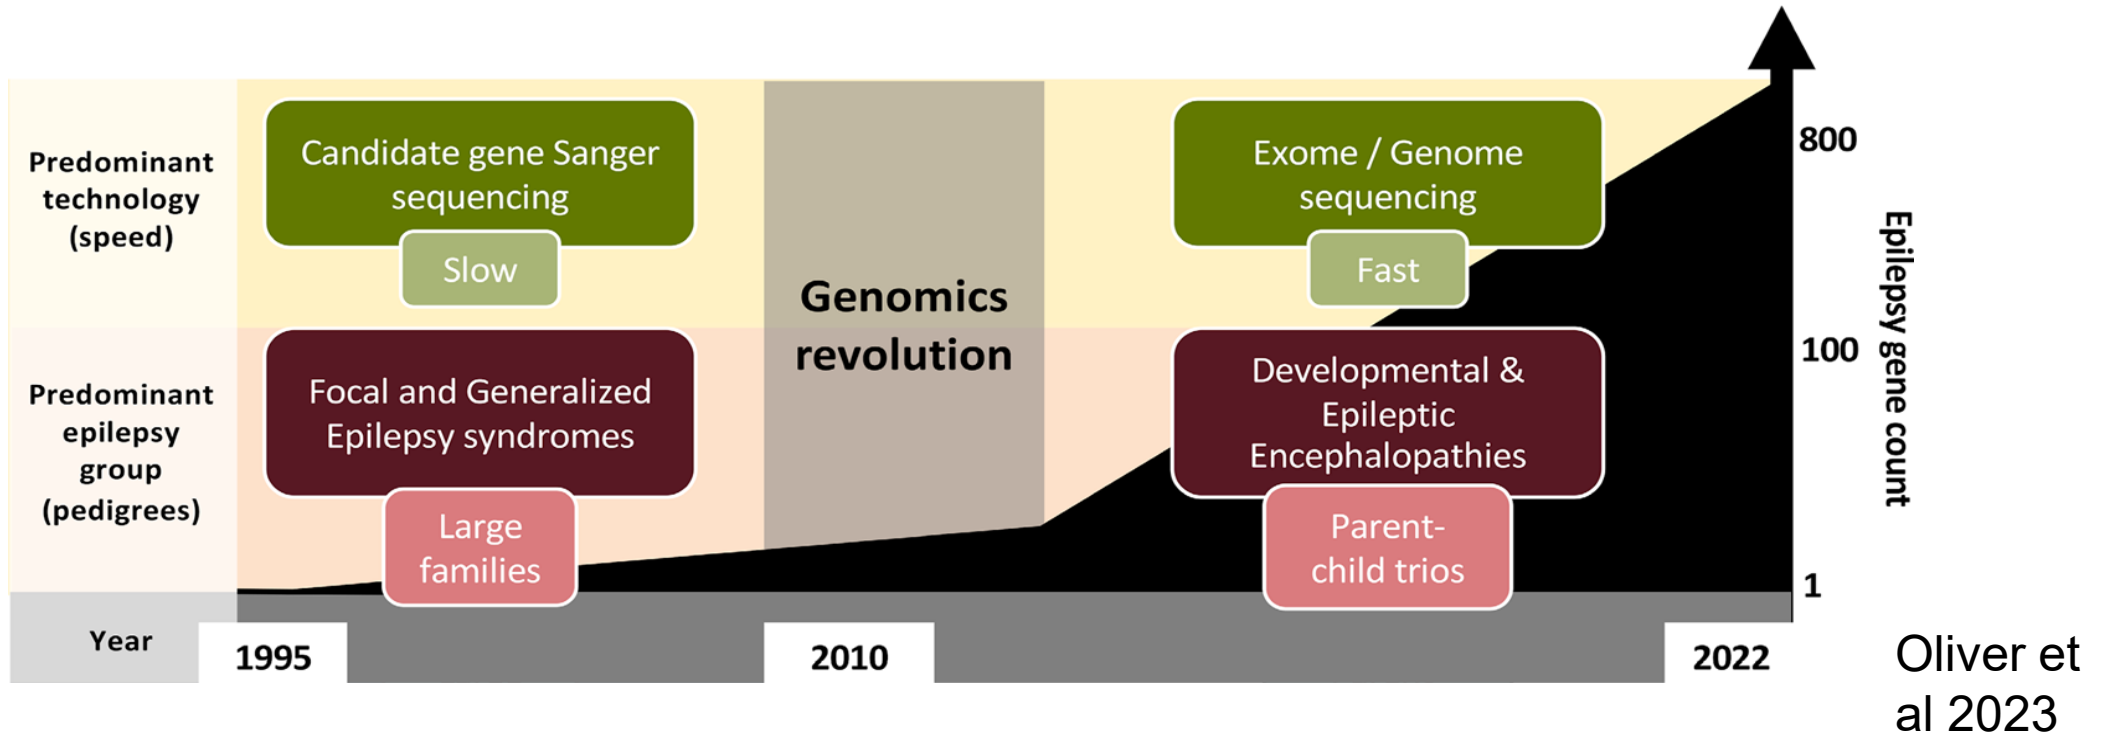 Predominant
technology
(speed)
Candidate gene Sanger
sequencing
Slow
Genomics
revolution
Exome / Genome
sequencing
Fast
Predominant
epilepsy
group
(pedigrees)
Focal and Generalized
Epilepsy syndromes
Large
families
Developmental &
Epileptic
Encephalopathies
Parent-
child trios
800
100
1
Epilepsy gene count
Year
1995
2010
2022
Oliver et
al 2023